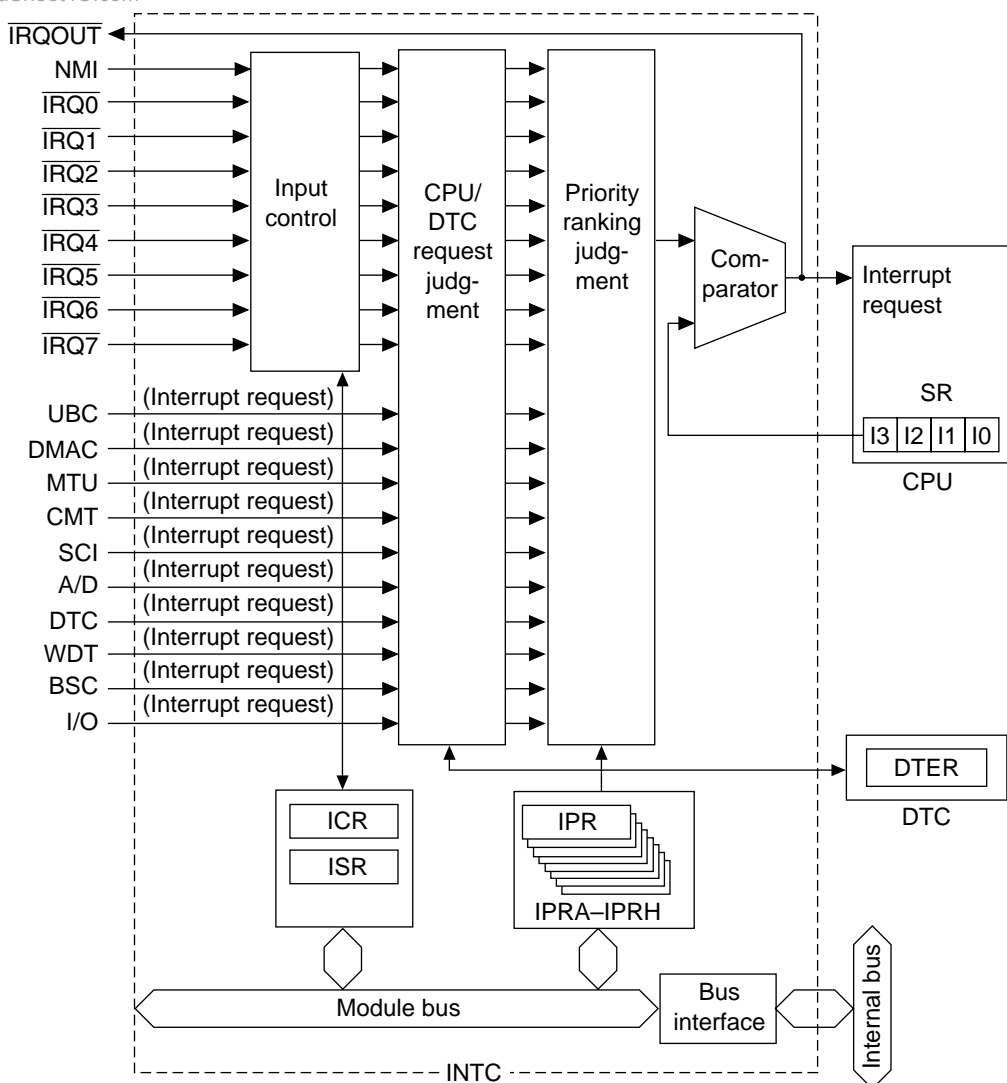 IRQOUT
NMI
IRQ0
IRQ1
IRQ2
IRQ3
IRQ4
IRQ5
IRQ6
IRQ7
UBC
DMAC
MTU
CMT
SCI
A/D
DTC
WDT
BSC
I/O
(Interrupt request)
(Interrupt request)
(Interrupt request)
(Interrupt request)
(Interrupt request)
(Interrupt request)
(Interrupt request)
(Interrupt request)
(Interrupt request)
(Interrupt request)
Input
control
CPU/
DTC
request
judg-
ment
Priority
ranking
judg-
ment
Com-
parator
Interrupt
request
SR
I3 I2 I1 I0
CPU
DTER
DTC
ICR
ISR
IPR
IPRA–IPRH
Module bus
Bus
interface
Internal bus
INTC